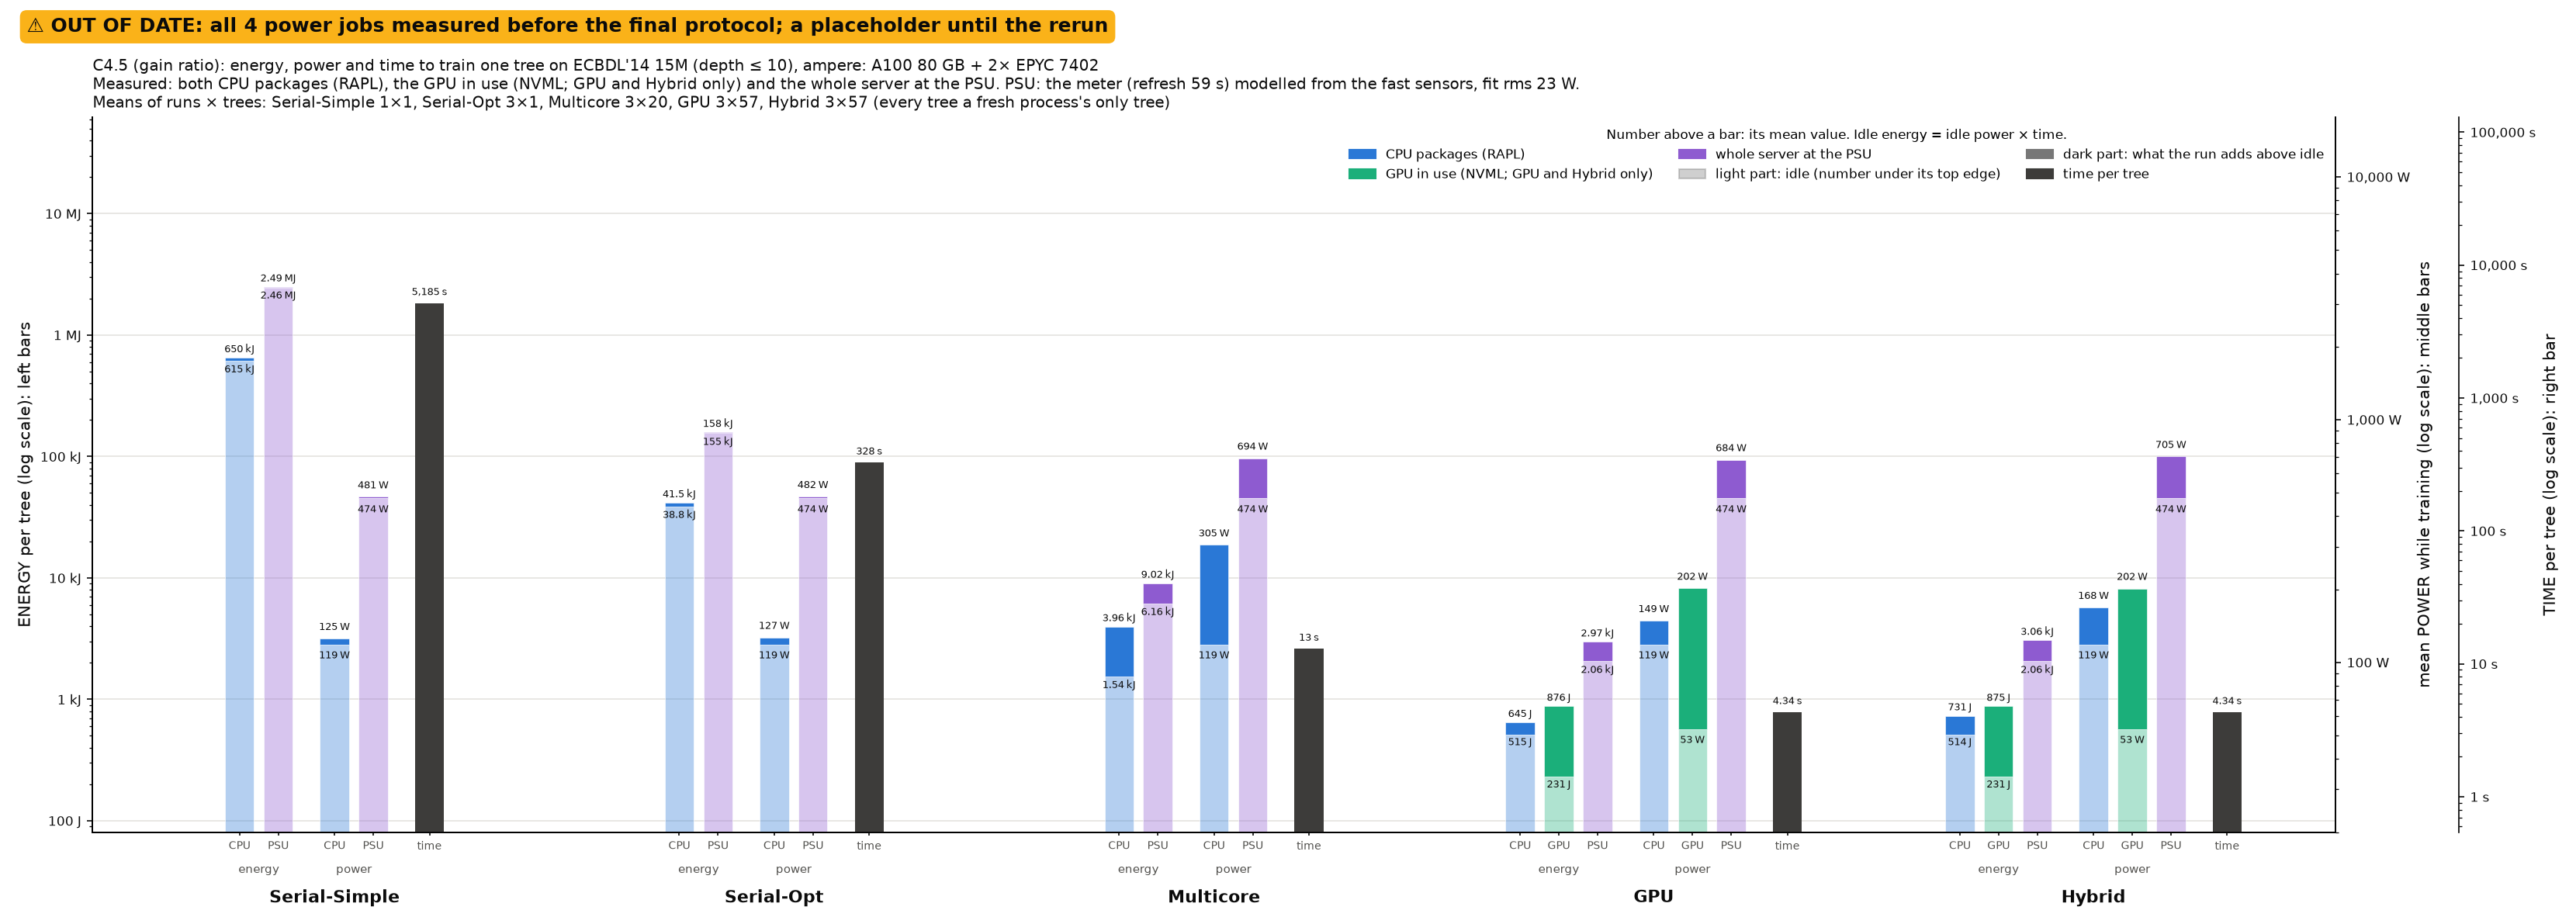 ⚠ OUT OF DATE: all 4 power jobs measured before the final protocol; a placeholder until the rerun
C4.5 (gain ratio): energy, power and time to train one tree on ECBDL'14 15M (depth ≤ 10), ampere: A100 80 GB + 2× EPYC 7402
Measured: both CPU packages (RAPL), the GPU in use (NVML; GPU and Hybrid only) and the whole server at the PSU. PSU: the meter (refresh 59 s) modelled from the fast sensors, fit rms 23 W.
Means of runs × trees: Serial-Simple 1×1, Serial-Opt 3×1, Multicore 3×20, GPU 3×57, Hybrid 3×57 (every tree a fresh process's only tree)
Number above a bar: its mean value. Idle energy = idle power × time.
CPU packages (RAPL)
GPU in use (NVML; GPU and Hybrid only)
whole server at the PSU
light part: idle (number under its top edge)
dark part: what the run adds above idle
time per tree
ENERGY per tree (log scale): left bars
10 MJ
1 MJ
100 kJ
10 kJ
1 kJ
100 J
650 kJ
615 kJ
2.49 MJ
2.46 MJ
125 W
119 W
481 W
474 W
5,185 s
41.5 kJ
38.8 kJ
158 kJ
155 kJ
127 W
119 W
482 W
474 W
328 s
3.96 kJ
1.54 kJ
9.02 kJ
6.16 kJ
305 W
119 W
694 W
474 W
13 s
645 J
515 J
876 J
231 J
2.97 kJ
2.06 kJ
149 W
119 W
202 W
53 W
684 W
474 W
4.34 s
731 J
514 J
875 J
231 J
3.06 kJ
2.06 kJ
168 W
119 W
202 W
53 W
705 W
474 W
4.34 s
10,000 W
1,000 W
100 W
mean POWER while training (log scale): middle bars
100,000 s
10,000 s
1,000 s
100 s
10 s
1 s
TIME per tree (log scale): right bar
CPU PSU CPU PSU time
energy power
Serial-Simple
CPU PSU CPU PSU time
energy power
Serial-Opt
CPU PSU CPU PSU time
energy power
Multicore
CPU GPU PSU CPU GPU PSU time
energy power
GPU
CPU GPU PSU CPU GPU PSU time
energy power
Hybrid